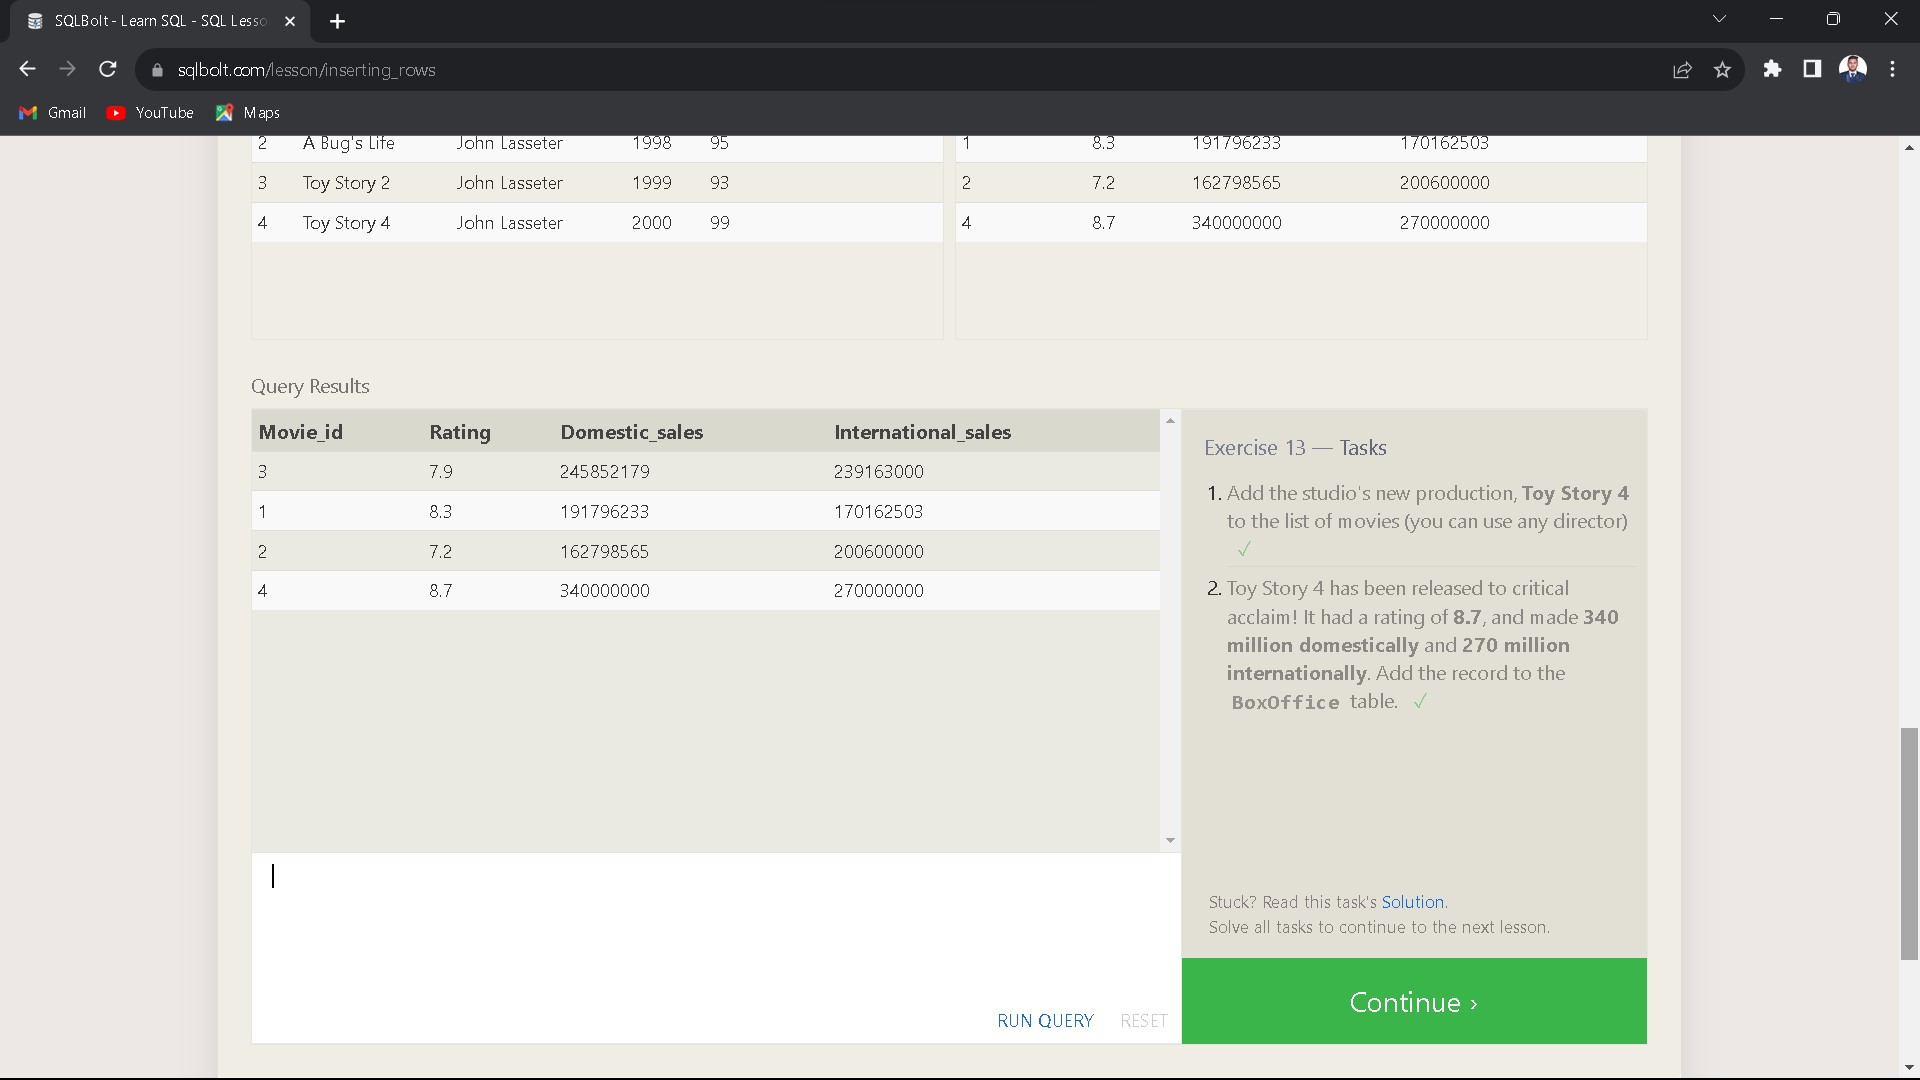 SQLBolt - Learn SQL - SQL Lesso
sqlbolt.com/lesson/inserting_rows
Gmail YouTube Maps
2 A Bug's Life John Lasseter 1998 95
3 Toy Story 2 John Lasseter 1999 93
4 Toy Story 4 John Lasseter 2000 99
1 8.3 191796233 170162503
2 7.2 162798565 200600000
4 8.7 340000000 270000000
Query Results
Movie_id Rating Domestic_sales International_sales
3 7.9 245852179 239163000
1 8.3 191796233 170162503
2 7.2 162798565 200600000
4 8.7 340000000 270000000
RUN QUERY RESET
Exercise 13 — Tasks
1. Add the studio's new production, Toy Story 4
to the list of movies (you can use any director)
✓
2. Toy Story 4 has been released to critical
acclaim! It had a rating of 8.7, and made 340
million domestically and 270 million
internationally. Add the record to the
BoxOffice table. ✓
Stuck? Read this task's Solution.
Solve all tasks to continue to the next lesson.
Continue ›